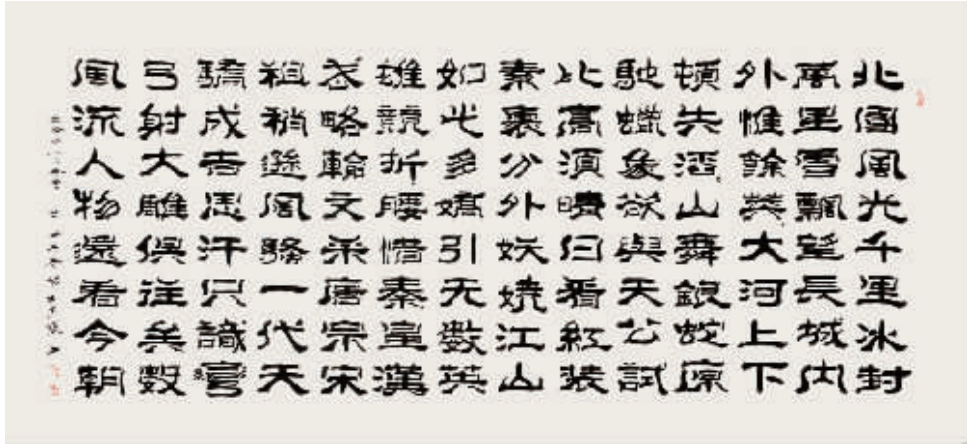 北國風光千里冰封
萬里雪飄望長城内
外惟餘莽大河上下
頓失滔山舞銀蛇原
馳蠟象欲與天公試
比高須晴日看紅裝
素裹分外妖嬈江山
如此多嬌引无數英
雄競折腰惜秦皇漢
武略輸文采唐宗宋
祖稍遜風騷一代天
驕成吉思汗只識彎
弓射大雕俱往矣數
風流人物還看今朝